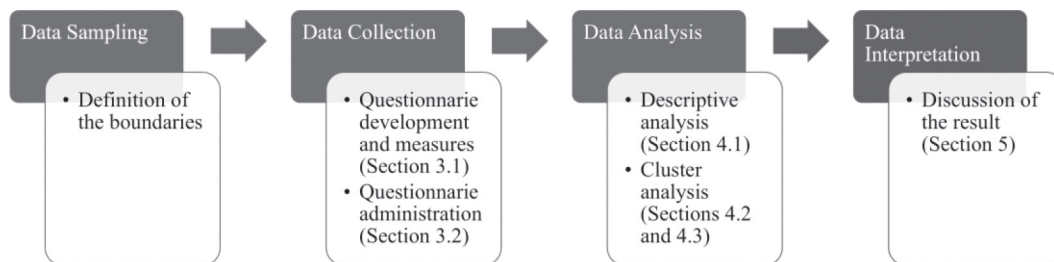 Data Sampling
• Definition of
the boundaries
Data Collection
• Questionnarie
development
and measures
(Section 3.1)
• Questionnarie
administration
(Section 3.2)
Data Analysis
• Descriptive
analysis
(Section 4.1)
• Cluster
analysis
(Sections 4.2
and 4.3)
Data
Interpretation
• Discussion of
the result
(Section 5)